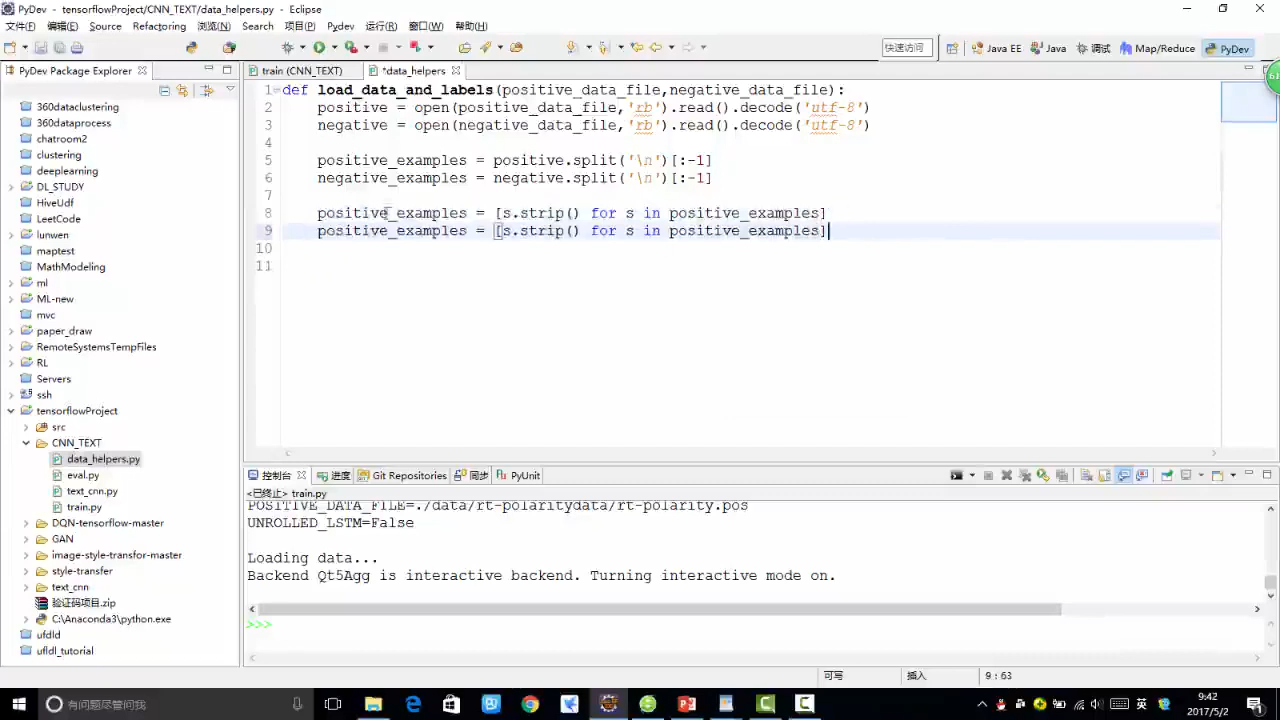 PyDev - tensorflowProject/CNN_TEXT/data_helpers.py - Eclipse
文件(F) 编辑(E) Source Refactoring 浏览(N) Search 项目(P) Pydev 运行(R) 窗口(W) 帮助(H)
快速访问 Java EE Java 调试 Map/Reduce PyDev
PyDev Package Explorer
train (CNN_TEXT) *data_helpers
360dataclustering
360dataprocess
chatroom2
clustering
deeplearning
DL_STUDY
HiveUdf
LeetCode
lunwen
maptest
MathModeling
ml
ML-new
mvc
paper_draw
RemoteSystemsTempFiles
RL
Servers
ssh
tensorflowProject
src
CNN_TEXT
data_helpers.py
eval.py
text_cnn.py
train.py
DQN-tensorflow-master
GAN
image-style-transfor-master
style-transfer
text_cnn
验证码项目.zip
C:\Anaconda3\python.exe
ufdld
ufldl_tutorial
1 def load_data_and_labels(positive_data_file,negative_data_file):
2 positive = open(positive_data_file,'rb').read().decode('utf-8')
3 negative = open(negative_data_file,'rb').read().decode('utf-8')
4
5 positive_examples = positive.split('\n')[:-1]
6 negative_examples = negative.split('\n')[:-1]
7
8 positive_examples = [s.strip() for s in positive_examples]
9 positive_examples = [s.strip() for s in positive_examples]
10
11
控制台 进度 Git Repositories 同步 PyUnit
<已终止> train.py
POSITIVE_DATA_FILE=./data/rt-polaritydata/rt-polarity.pos
UNROLLED_LSTM=False
Loading data...
Backend Qt5Agg is interactive backend. Turning interactive mode on.
>>>
可写 插入 9 : 63
有问题尽管问我
9:42
2017/5/2